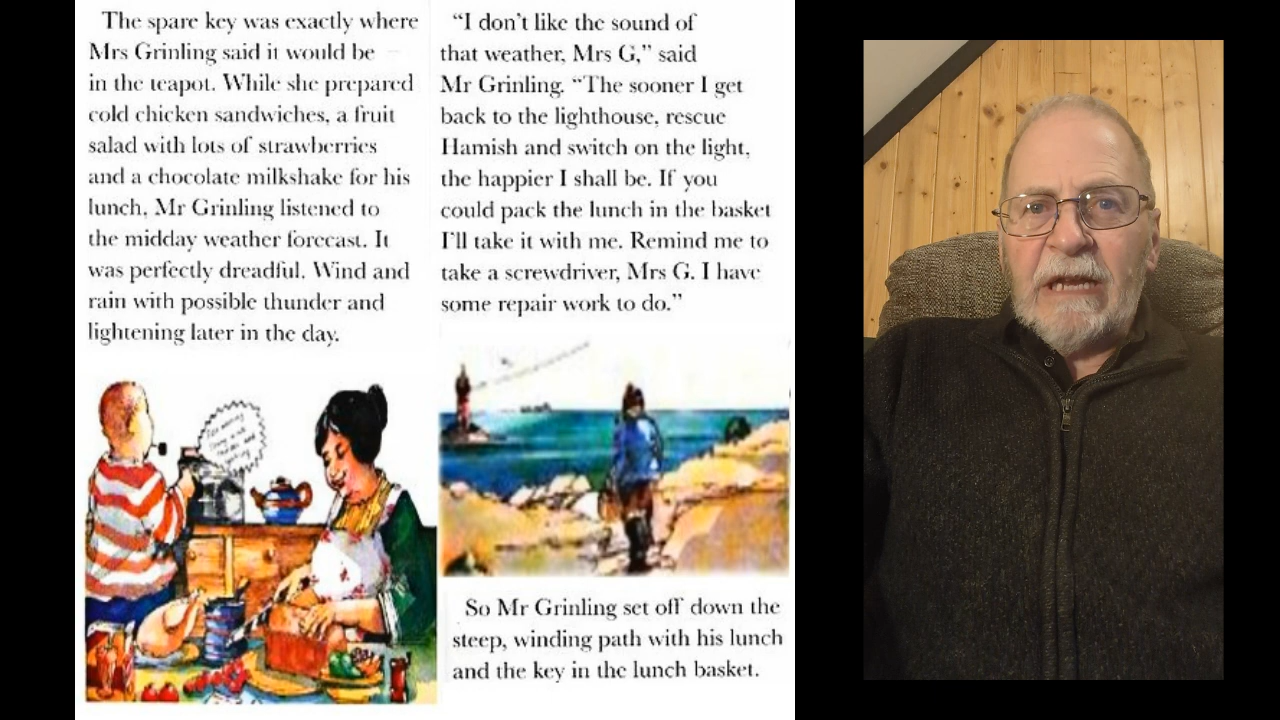 The spare key was exactly where
Mrs Grinling said it would be –
in the teapot. While she prepared
cold chicken sandwiches, a fruit
salad with lots of strawberries
and a chocolate milkshake for his
lunch, Mr Grinling listened to
the midday weather forecast. It
was perfectly dreadful. Wind and
rain with possible thunder and
lightening later in the day.
“I don’t like the sound of
that weather, Mrs G,” said
Mr Grinling. “The sooner I get
back to the lighthouse, rescue
Hamish and switch on the light,
the happier I shall be. If you
could pack the lunch in the basket
I’ll take it with me. Remind me to
take a screwdriver, Mrs G. I have
some repair work to do.”
So Mr Grinling set off down the
steep, winding path with his lunch
and the key in the lunch basket.